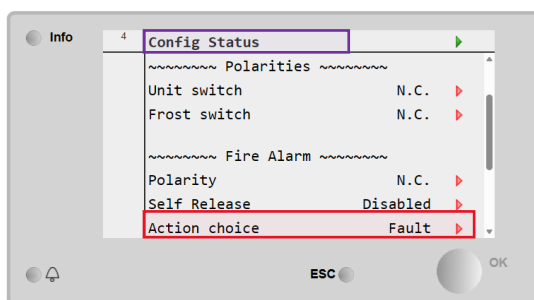 Info
4 Config Status
~~~~~~~~ Polarities ~~~~~~~~
Unit switch N.C.
Frost switch N.C.
~~~~~~~~ Fire Alarm ~~~~~~~~
Polarity N.C.
Self Release Disabled
Action choice Fault
ESC
OK